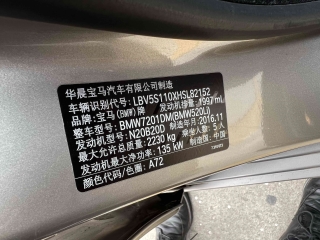 华晨宝马汽车有限公司制造
车辆识别代号:LBV5S110XHSL82152
品牌:宝马(BMW)牌 发动机排量:1997mL
整车型号:BMW7201DM(BMW520Li)
发动机型号:N20B20D 制造年月:2016.11
最大允许总质量:2230 kg 乘坐人数:5人
发动机最大净功率:135 kW 制造国:中国
颜色代码/色圈:A72